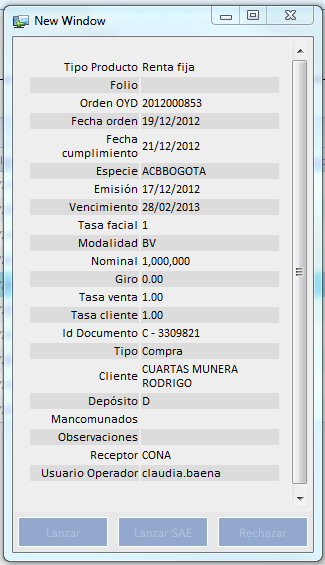 New Window
Tipo Producto Renta fija
Folio
Orden OYD 2012000853
Fecha orden 19/12/2012
Fecha
cumplimiento 21/12/2012
Especie ACBBOGOTA
Emisión 17/12/2012
Vencimiento 28/02/2013
Tasa facial 1
Modalidad BV
Nominal 1,000,000
Giro 0.00
Tasa venta 1.00
Tasa cliente 1.00
Id Documento C - 3309821
Tipo Compra
Cliente CUARTAS MUNERA
RODRIGO
Depósito D
Mancomunados
Observaciones
Receptor CONA
Usuario Operador claudia.baena
Lanzar Lanzar SAE Rechazar